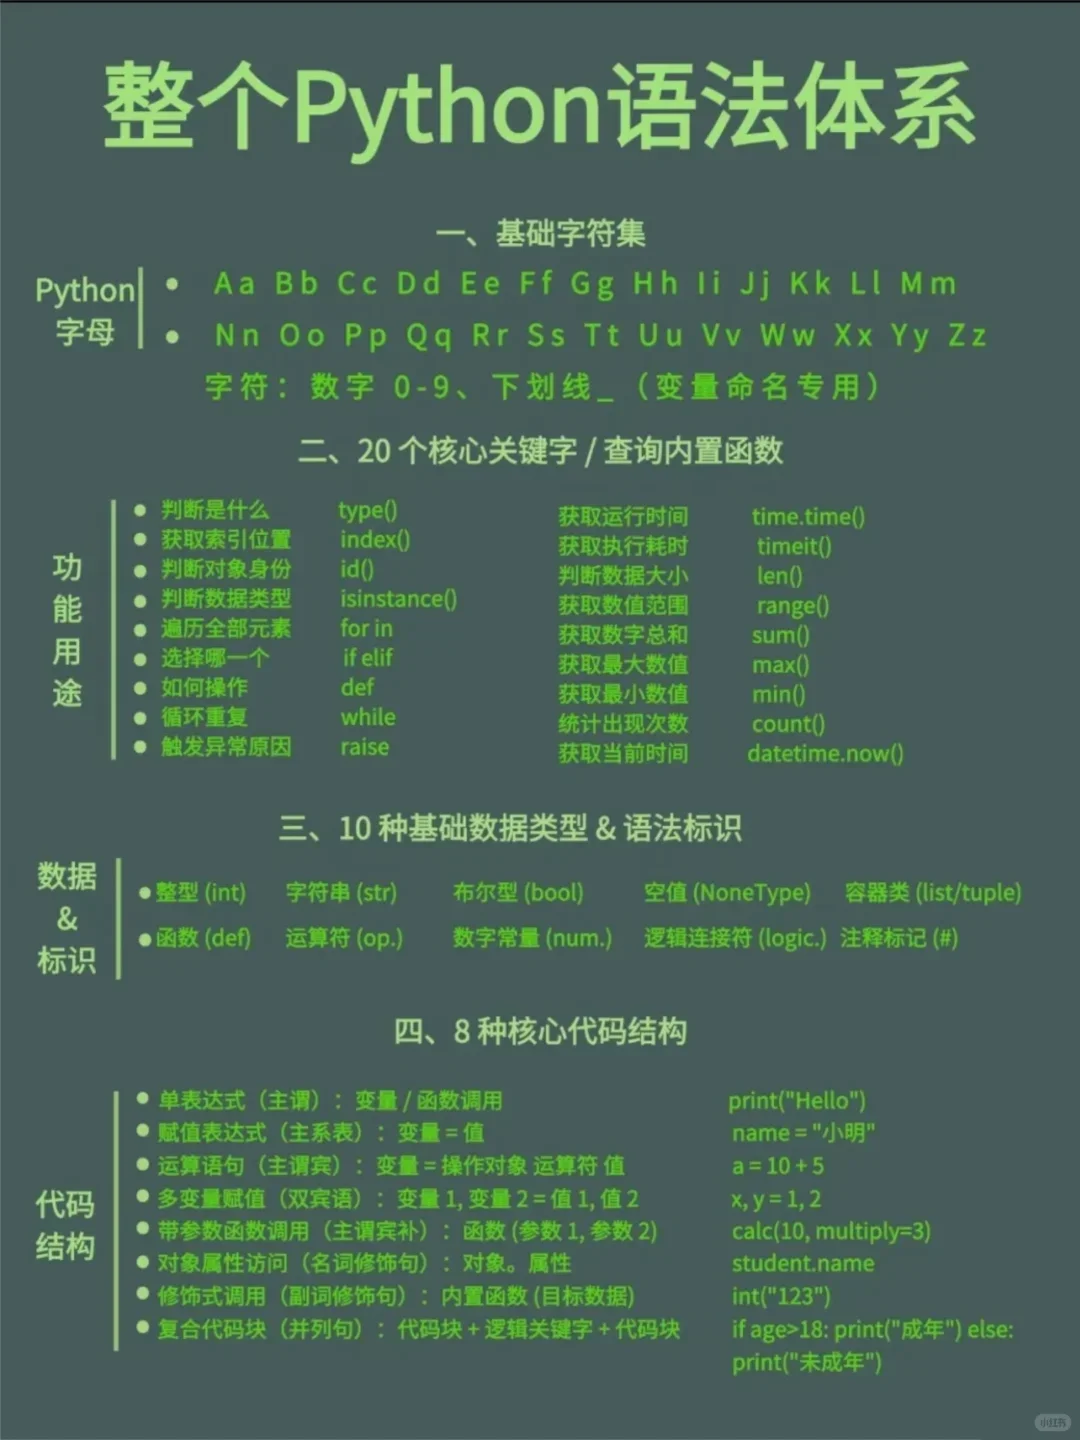 整个Python语法体系
一、基础字符集
Python
字母
Aa Bb Cc Dd Ee Ff Gg Hh Ii Jj Kk Ll Mm
Nn Oo Pp Qq Rr Ss Tt Uu Vv Ww Xx Yy Zz
字符：数字 0-9、下划线_（变量命名专用）
二、20 个核心关键字 / 查询内置函数
功能用途
判断是什么 type()
获取索引位置 index()
判断对象身份 id()
判断数据类型 isinstance()
遍历全部元素 for in
选择哪一个 if elif
如何操作 def
循环重复 while
触发异常原因 raise
获取运行时间 time.time()
获取执行耗时 timeit()
判断数据大小 len()
获取数值范围 range()
获取数字总和 sum()
获取最大数值 max()
获取最小数值 min()
统计出现次数 count()
获取当前时间 datetime.now()
三、10 种基础数据类型 & 语法标识
数据
&
标识
整型 (int) 字符串 (str) 布尔型 (bool) 空值 (NoneType) 容器类 (list/tuple)
函数 (def) 运算符 (op.) 数字常量 (num.) 逻辑连接符 (logic.) 注释标记 (#)
四、8 种核心代码结构
代码
结构
单表达式（主谓）：变量 / 函数调用 print("Hello")
赋值表达式（主系表）：变量 = 值 name = "小明"
运算语句（主谓宾）：变量 = 操作对象 运算符 值 a = 10 + 5
多变量赋值（双宾语）：变量 1, 变量 2 = 值 1, 值 2 x, y = 1, 2
带参数函数调用（主谓宾补）：函数 (参数 1, 参数 2) calc(10, multiply=3)
对象属性访问（名词修饰句）：对象。属性 student.name
修饰式调用（副词修饰句）：内置函数 (目标数据) int("123")
复合代码块（并列句）：代码块 + 逻辑关键字 + 代码块 if age>18: print("成年") else:
print("未成年")
小红书